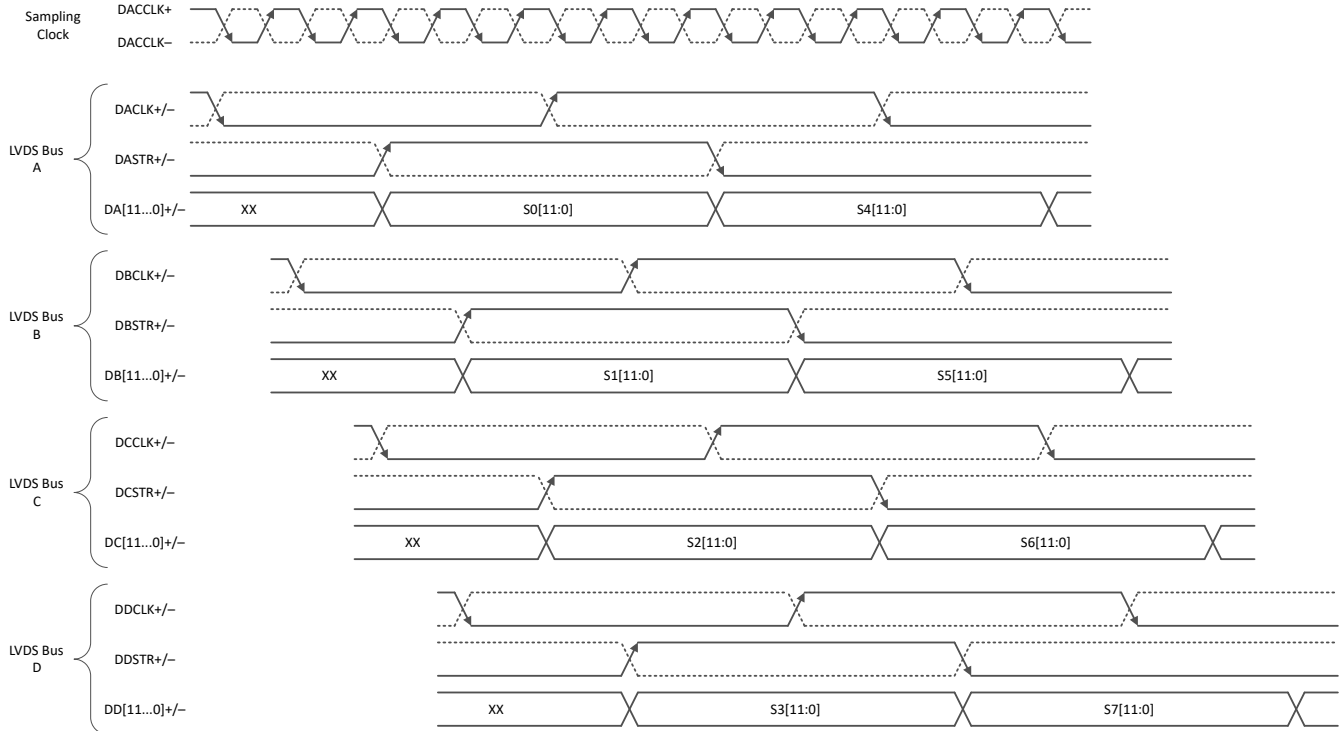 Sampling
Clock
DACCLK+
DACCLK–
LVDS Bus
A
DACLK+/–
DASTR+/–
DA[11...0]+/–
XX
S0[11:0]
S4[11:0]
LVDS Bus
B
DBCLK+/–
DBSTR+/–
DB[11...0]+/–
XX
S1[11:0]
S5[11:0]
LVDS Bus
C
DCCLK+/–
DCSTR+/–
DC[11...0]+/–
XX
S2[11:0]
S6[11:0]
LVDS Bus
D
DDCLK+/–
DDSTR+/–
DD[11...0]+/–
XX
S3[11:0]
S7[11:0]